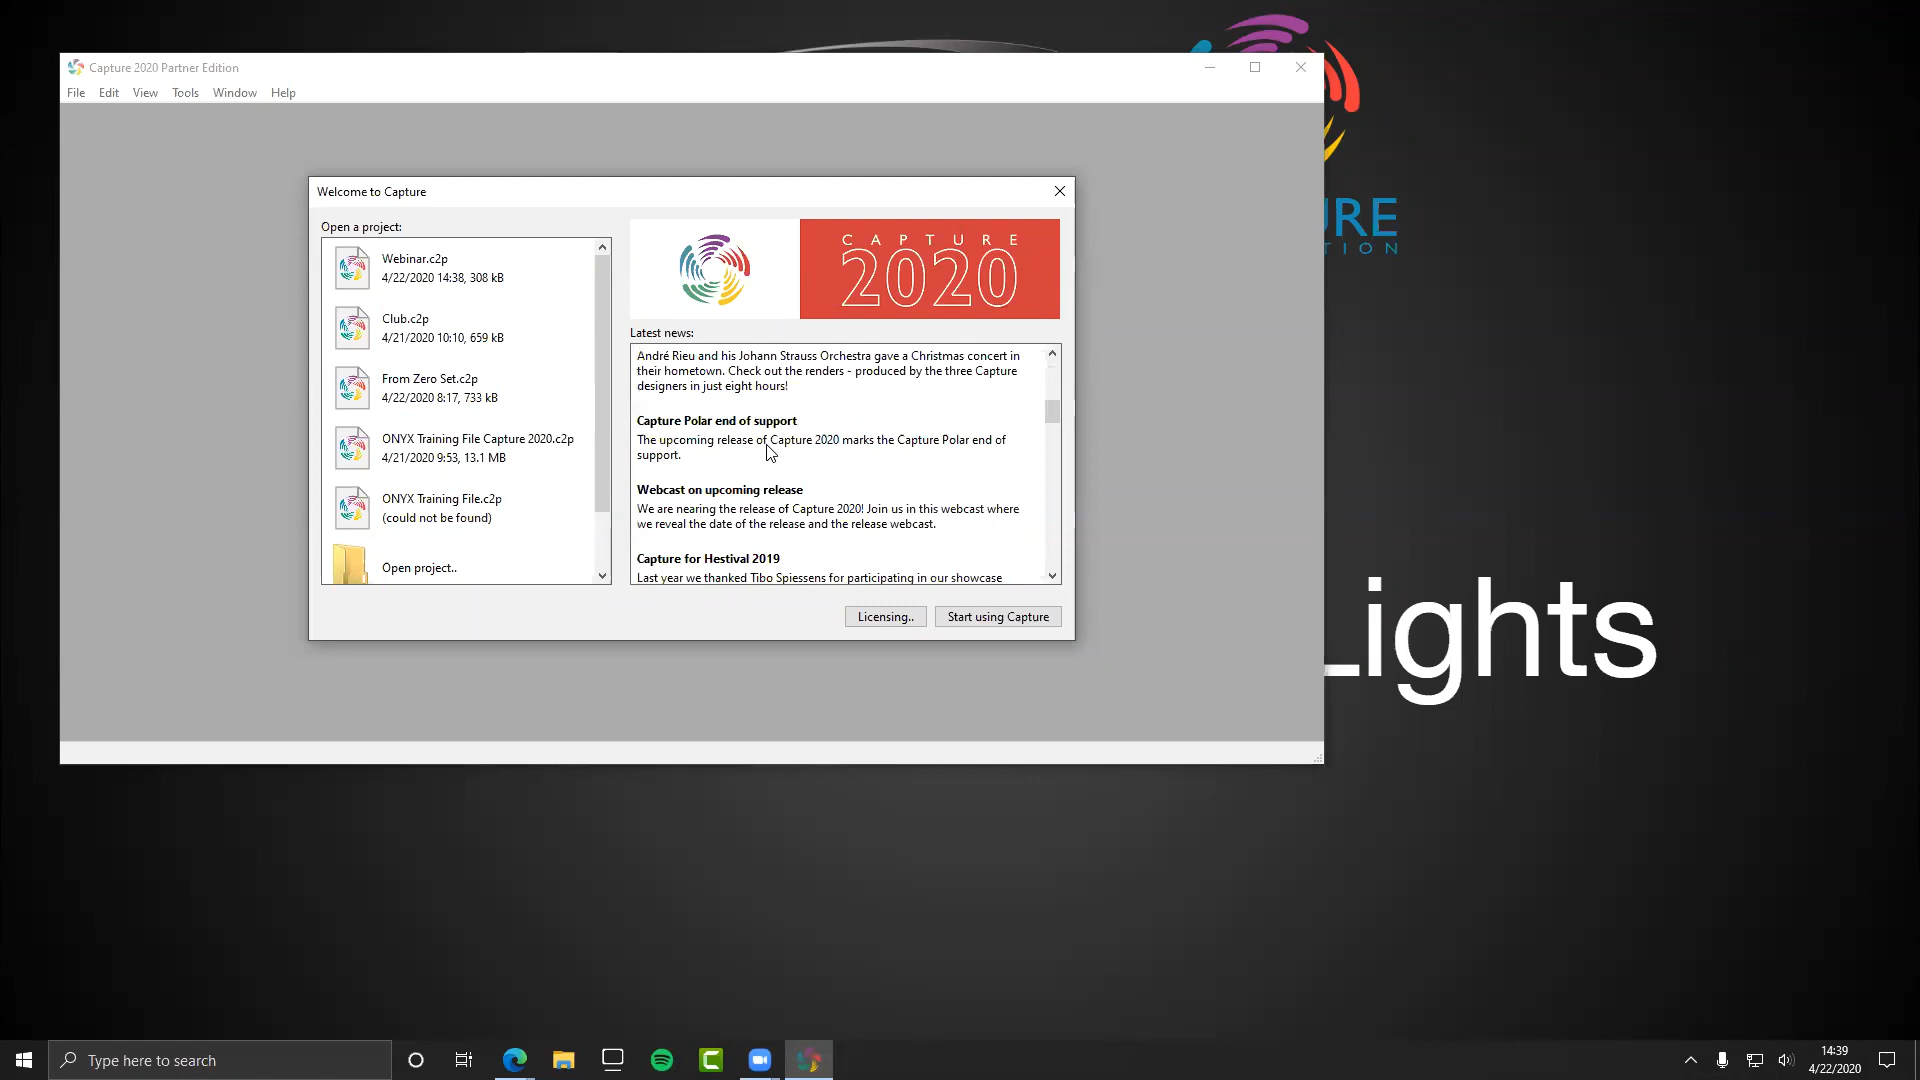 Capture 2020 Partner Edition
File Edit View Tools Window Help
Welcome to Capture
Open a project:
Webinar.c2p
4/22/2020 14:38, 308 kB
Club.c2p
4/21/2020 10:10, 659 kB
From Zero Set.c2p
4/22/2020 8:17, 733 kB
ONYX Training File Capture 2020.c2p
4/21/2020 9:53, 13.1 MB
ONYX Training File.c2p
(could not be found)
Open project..
CAPTURE
2020
Latest news:
André Rieu and his Johann Strauss Orchestra gave a Christmas concert in
their hometown. Check out the renders - produced by the three Capture
designers in just eight hours!
Capture Polar end of support
The upcoming release of Capture 2020 marks the Capture Polar end of
support.
Webcast on upcoming release
We are nearing the release of Capture 2020! Join us in this webcast where
we reveal the date of the release and the release webcast.
Capture for Hestival 2019
Last year we thanked Tibo Spiessens for participating in our showcase
Licensing..
Start using Capture
URE
TION
Lights
Type here to search
14:39
4/22/2020